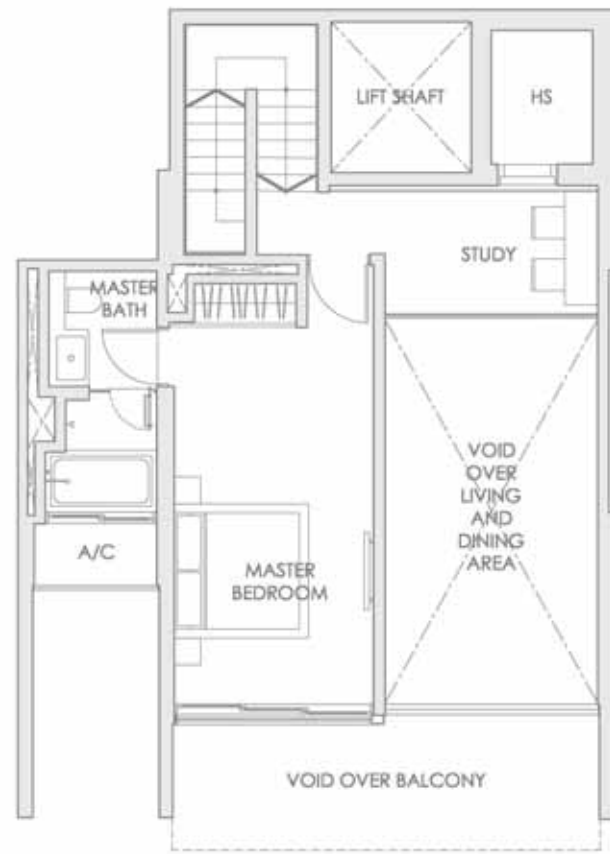 LIFT SHAFT
HS
STUDY
MASTER
BATH
VOID
OVER
LIVING
AND
DINING
AREA
A/C
MASTER
BEDROOM
VOID OVER BALCONY